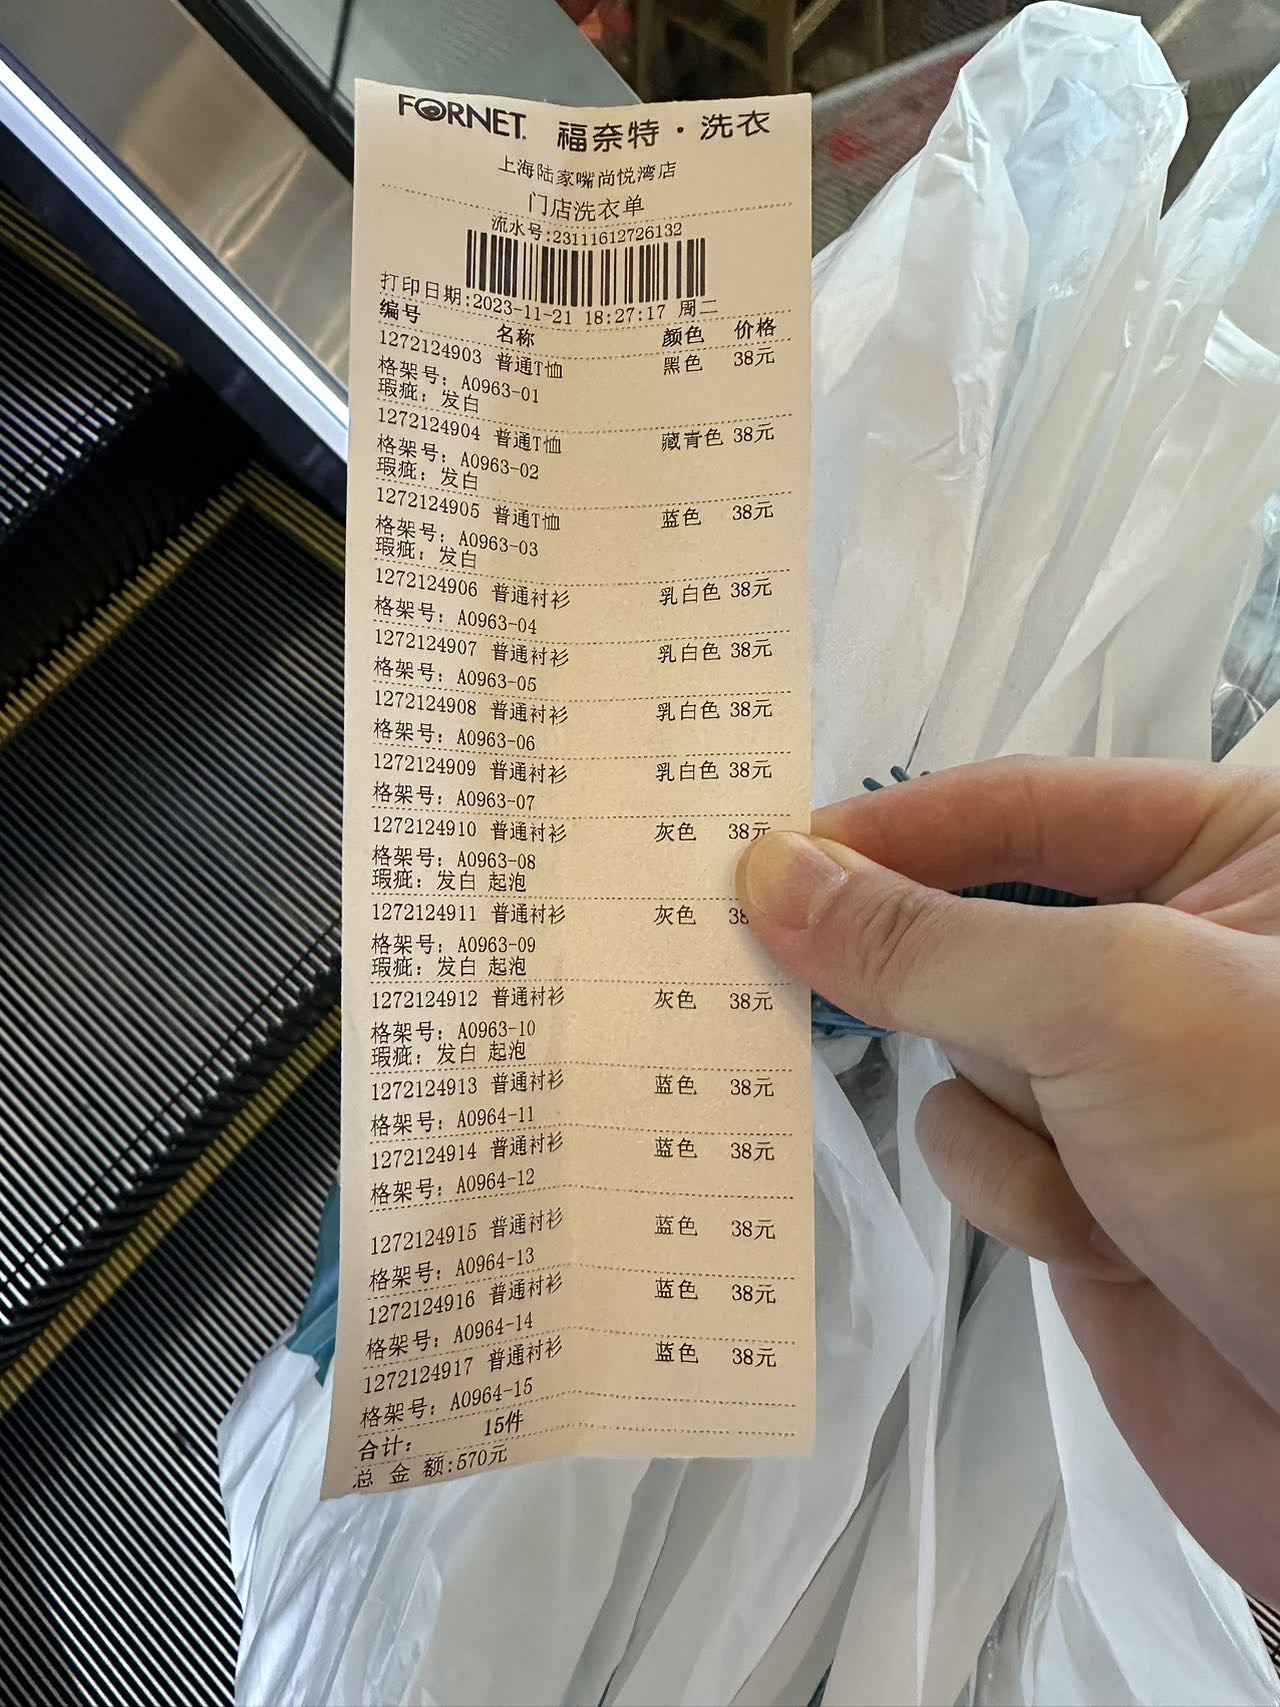 FORNET. 福奈特·洗衣
上海陆家嘴尚悦湾店
门店洗衣单
流水号:23111612726132
打印日期:2023-11-21 18:27:17 周二
编号 名称 颜色 价格
1272124903 普通T恤 黑色 38元
格架号: A0963-01
瑕疵: 发白
1272124904 普通T恤 藏青色 38元
格架号: A0963-02
瑕疵: 发白
1272124905 普通T恤 蓝色 38元
格架号: A0963-03
瑕疵: 发白
1272124906 普通衬衫 乳白色 38元
格架号: A0963-04
1272124907 普通衬衫 乳白色 38元
格架号: A0963-05
1272124908 普通衬衫 乳白色 38元
格架号: A0963-06
1272124909 普通衬衫 乳白色 38元
格架号: A0963-07
1272124910 普通衬衫 灰色 38元
格架号: A0963-08
瑕疵: 发白 起泡
1272124911 普通衬衫 灰色 38
格架号: A0963-09
瑕疵: 发白 起泡
1272124912 普通衬衫 灰色 38元
格架号: A0963-10
瑕疵: 发白 起泡
1272124913 普通衬衫 蓝色 38元
格架号: A0964-11
1272124914 普通衬衫 蓝色 38元
格架号: A0964-12
1272124915 普通衬衫 蓝色 38元
格架号: A0964-13
1272124916 普通衬衫 蓝色 38元
格架号: A0964-14
1272124917 普通衬衫 蓝色 38元
格架号: A0964-15
合计: 15件
总 金 额:570元